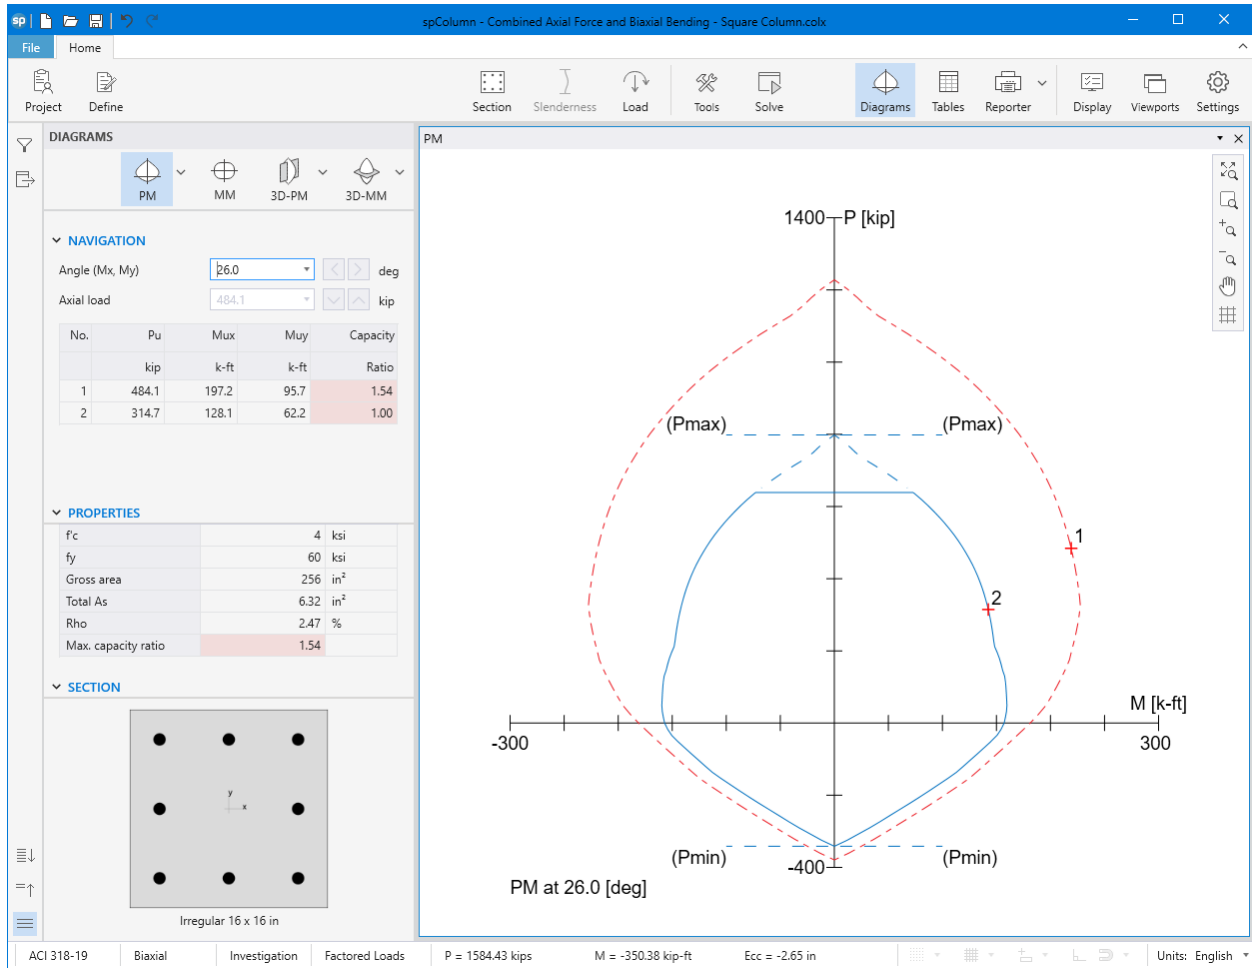 sp
spColumn - Combined Axial Force and Biaxial Bending - Square Column.colx
File Home
Project Define Section Slenderness Load Tools Solve Diagrams Tables Reporter Display Viewports Settings
DIAGRAMS
PM MM 3D-PM 3D-MM
NAVIGATION
Angle (Mx, My) 26.0 deg
Axial load 484.1 kip
No. Pu Mux Muy Capacity
kip k-ft k-ft Ratio
1 484.1 197.2 95.7 1.54
2 314.7 128.1 62.2 1.00
PROPERTIES
f'c 4 ksi
fy 60 ksi
Gross area 256 in²
Total As 6.32 in²
Rho 2.47 %
Max. capacity ratio 1.54
SECTION
y
x
Irregular 16 x 16 in
PM
1400 P [kip]
(Pmax) (Pmax)
1
2
M [k-ft]
-300 300
(Pmin) (Pmin)
-400
PM at 26.0 [deg]
ACI 318-19 Biaxial Investigation Factored Loads P = 1584.43 kips M = -350.38 kip-ft Ecc = -2.65 in Units: English